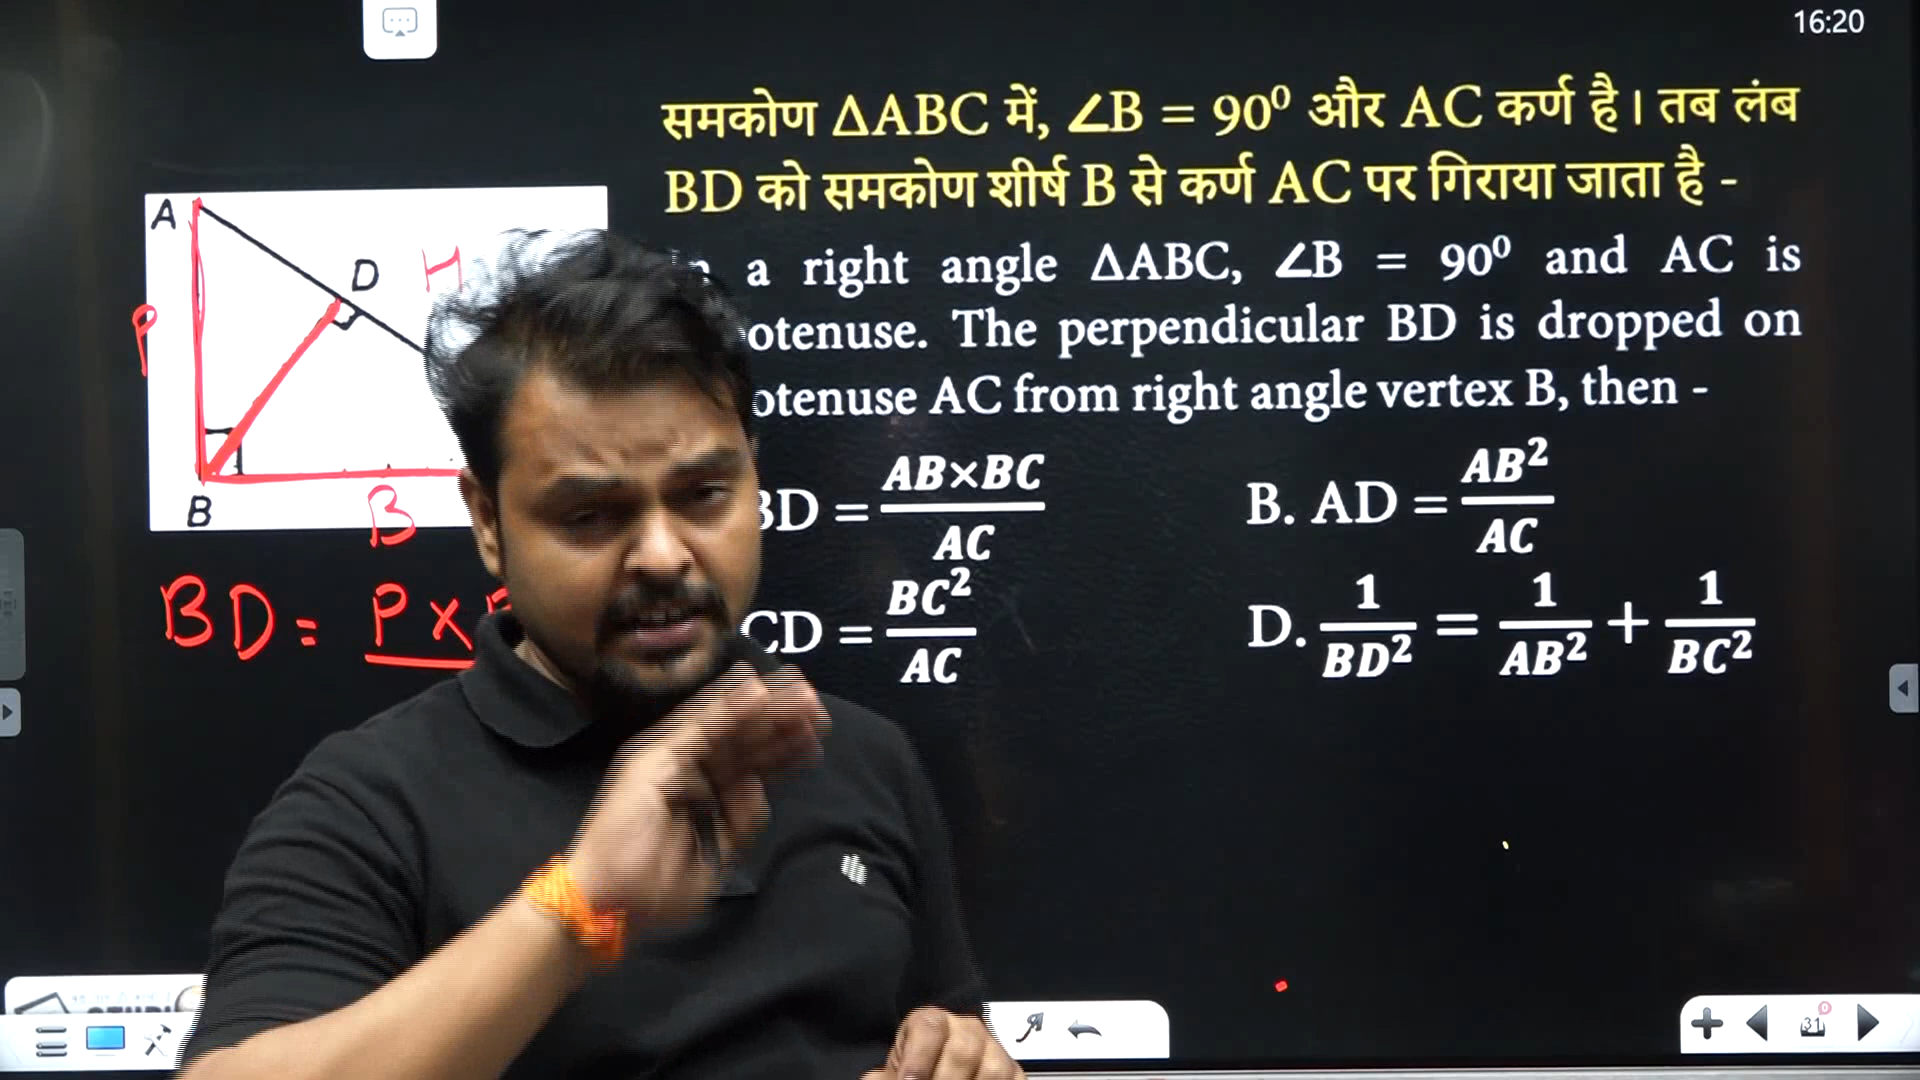 16:20
समकोण ΔABC में, ∠B = 90⁰ और AC कर्ण है। तब लंब
BD को समकोण शीर्ष B से कर्ण AC पर गिराया जाता है -
a right angle ΔABC, ∠B = 90⁰ and AC is
otenuse. The perpendicular BD is dropped on
otenuse AC from right angle vertex B, then -
BD = AB×BC / AC
B. AD = AB² / AC
CD = BC² / AC
D. 1/BD² = 1/AB² + 1/BC²
A
D
H
P
B
B
BD = P×
31